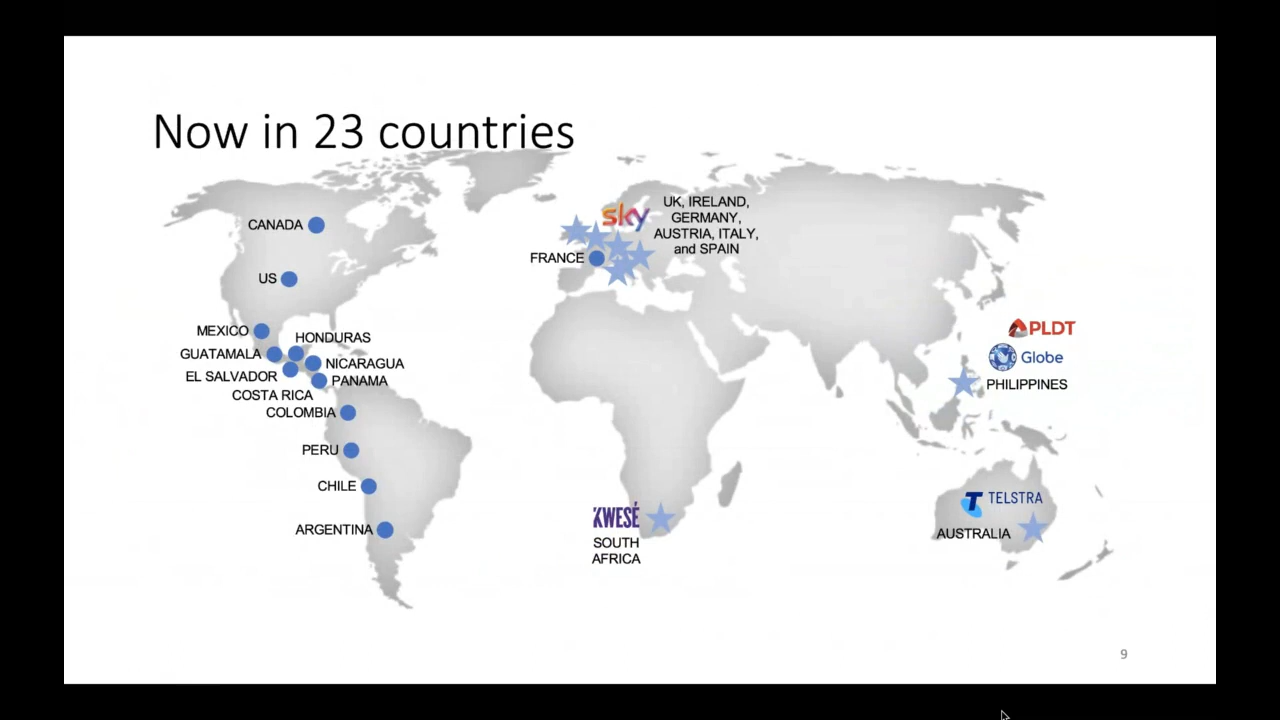 Now in 23 countries
CANADA
US
MEXICO
HONDURAS
GUATAMALA
NICARAGUA
EL SALVADOR
PANAMA
COSTA RICA
COLOMBIA
PERU
CHILE
ARGENTINA
sky
UK, IRELAND,
GERMANY,
AUSTRIA, ITALY,
and SPAIN
FRANCE
KWESÉ
SOUTH
AFRICA
PLDT
Globe
PHILIPPINES
TELSTRA
AUSTRALIA
9